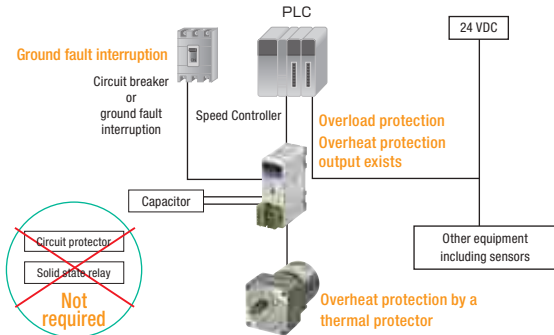 PLC
24 VDC
Ground fault interruption
Circuit breaker
or
ground fault
interruption
Speed Controller
Overload protection
Overheat protection
output exists
Capacitor
Circuit protector
Solid state relay
Not
required
Other equipment
including sensors
Overheat protection by a
thermal protector